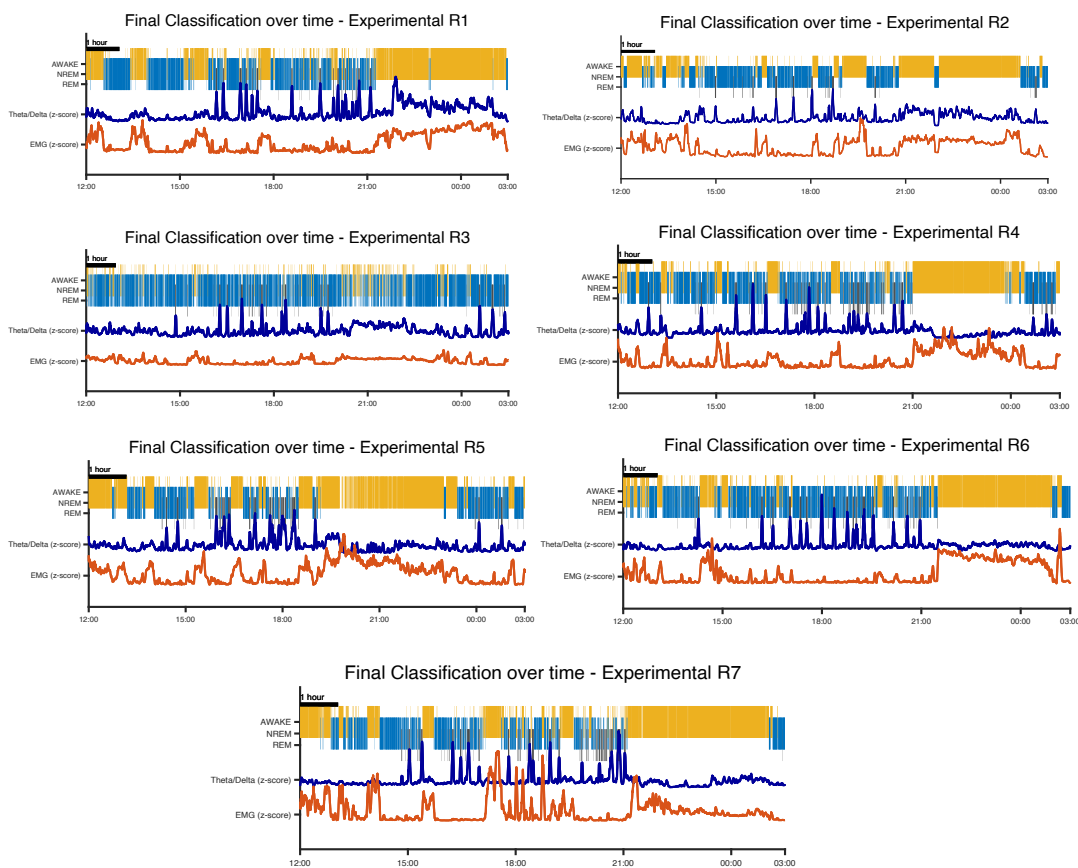 Final Classification over time - Experimental R1
1 hour
AWAKE
NREM
REM
Theta/Delta (z-score)
EMG (z-score)
12:00 15:00 18:00 21:00 00:00 03:00
Final Classification over time - Experimental R2
1 hour
AWAKE
NREM
REM
Theta/Delta (z-score)
EMG (z-score)
12:00 15:00 18:00 21:00 00:00 03:00
Final Classification over time - Experimental R3
1 hour
AWAKE
NREM
REM
Theta/Delta (z-score)
EMG (z-score)
12:00 15:00 18:00 21:00 00:00 03:00
Final Classification over time - Experimental R4
1 hour
AWAKE
NREM
REM
Theta/Delta (z-score)
EMG (z-score)
12:00 15:00 18:00 21:00 00:00 03:00
Final Classification over time - Experimental R5
1 hour
AWAKE
NREM
REM
Theta/Delta (z-score)
EMG (z-score)
12:00 15:00 18:00 21:00 00:00 03:00
Final Classification over time - Experimental R6
1 hour
AWAKE
NREM
REM
Theta/Delta (z-score)
EMG (z-score)
12:00 15:00 18:00 21:00 00:00 03:00
Final Classification over time - Experimental R7
1 hour
AWAKE
NREM
REM
Theta/Delta (z-score)
EMG (z-score)
12:00 15:00 18:00 21:00 00:00 03:00